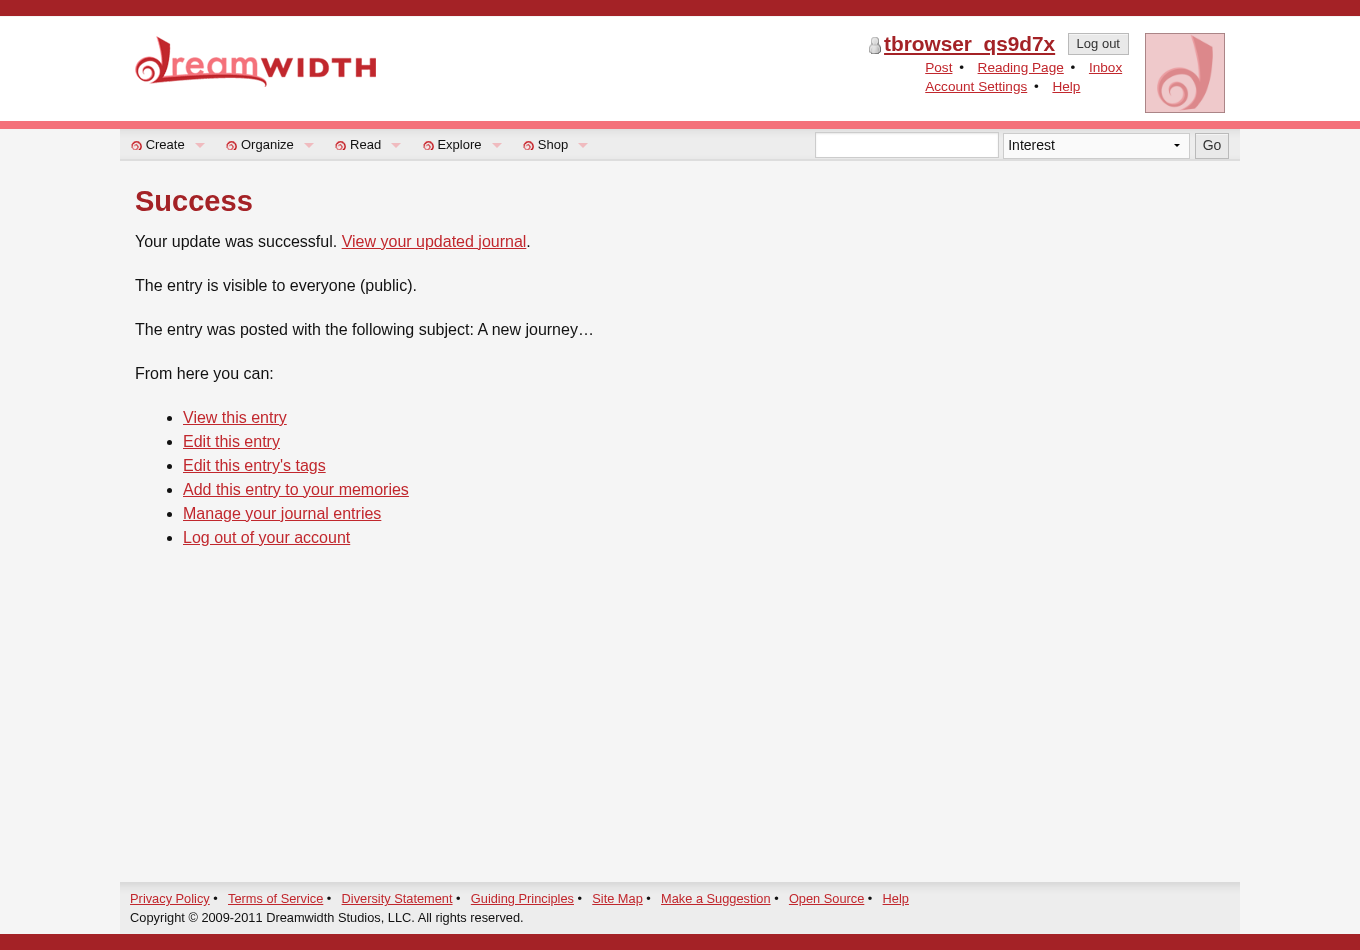 dreamWIDTH
tbrowser_qs9d7x Log out
Post • Reading Page • Inbox
Account Settings • Help
Create Organize Read Explore Shop Interest Go
Success
Your update was successful. View your updated journal.
The entry is visible to everyone (public).
The entry was posted with the following subject: A new journey…
From here you can:
• View this entry
• Edit this entry
• Edit this entry's tags
• Add this entry to your memories
• Manage your journal entries
• Log out of your account
Privacy Policy • Terms of Service • Diversity Statement • Guiding Principles • Site Map • Make a Suggestion • Open Source • Help
Copyright © 2009-2011 Dreamwidth Studios, LLC. All rights reserved.